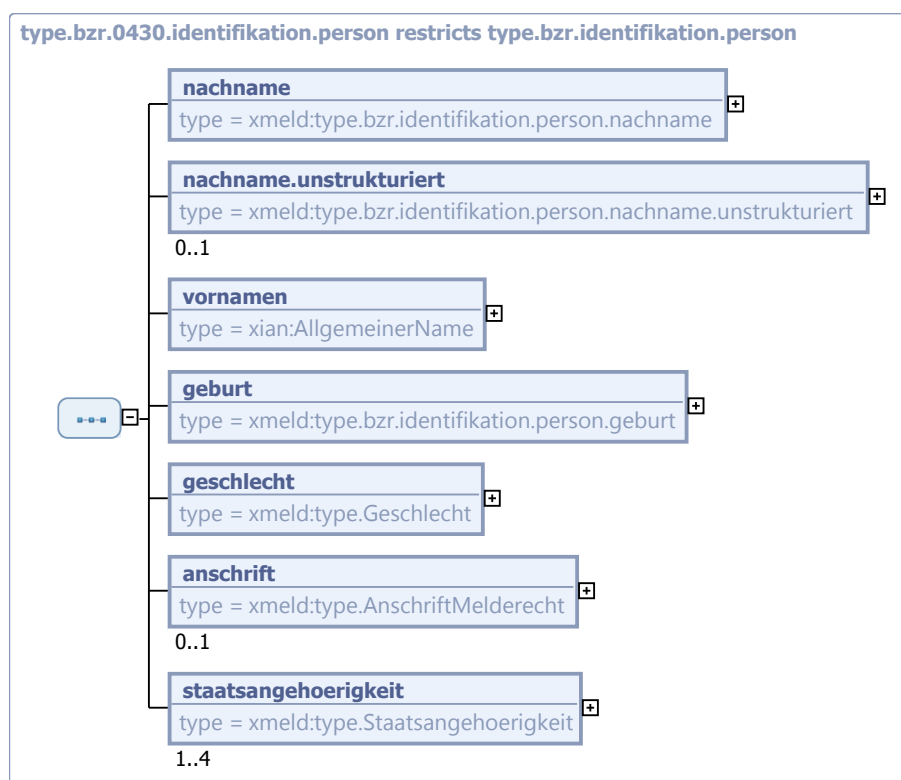 type.bzr.0430.identifikation.person restricts type.bzr.identifikation.person
nachname
type = xmeld:type.bzr.identifikation.person.nachname
nachname.unstrukturiert
type = xmeld:type.bzr.identifikation.person.nachname.unstrukturiert
0..1
vornamen
type = xian:AllgemeinerName
geburt
type = xmeld:type.bzr.identifikation.person.geburt
geschlecht
type = xmeld:type.Geschlecht
anschrift
type = xmeld:type.AnschriftMelderecht
0..1
staatsangehoerigkeit
type = xmeld:type.Staatsangehoerigkeit
1..4